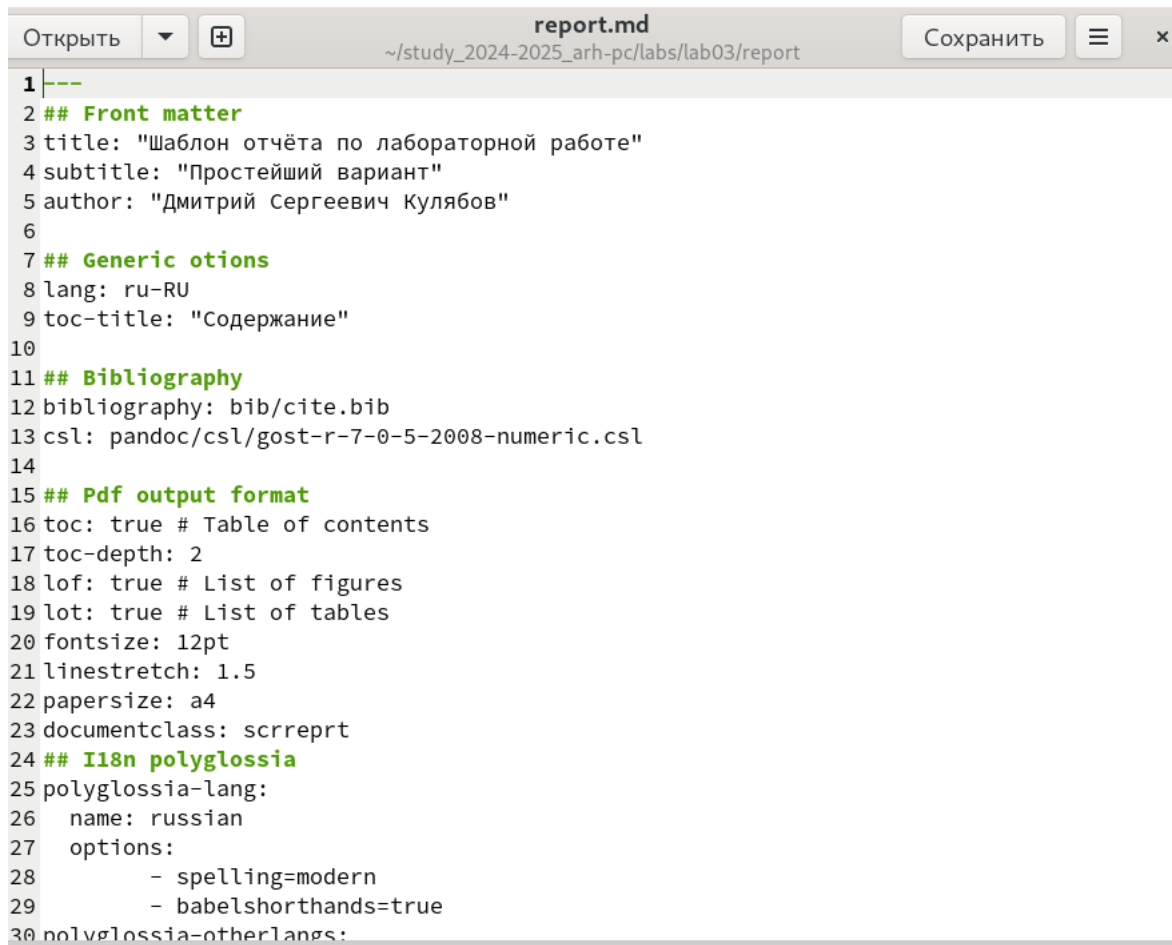 Открыть
report.md
~/study_2024-2025_arh-pc/labs/lab03/report
Сохранить
1 ---
2 ## Front matter
3 title: "Шаблон отчёта по лабораторной работе"
4 subtitle: "Простейший вариант"
5 author: "Дмитрий Сергеевич Кулябов"
6
7 ## Generic otions
8 lang: ru-RU
9 toc-title: "Содержание"
10
11 ## Bibliography
12 bibliography: bib/cite.bib
13 csl: pandoc/csl/gost-r-7-0-5-2008-numeric.csl
14
15 ## Pdf output format
16 toc: true # Table of contents
17 toc-depth: 2
18 lof: true # List of figures
19 lot: true # List of tables
20 fontsize: 12pt
21 linestretch: 1.5
22 papersize: a4
23 documentclass: scrreprt
24 ## I18n polyglossia
25 polyglossia-lang:
26   name: russian
27   options:
28         - spelling=modern
29         - babelshorthands=true
30 polyglossia-otherlangs: